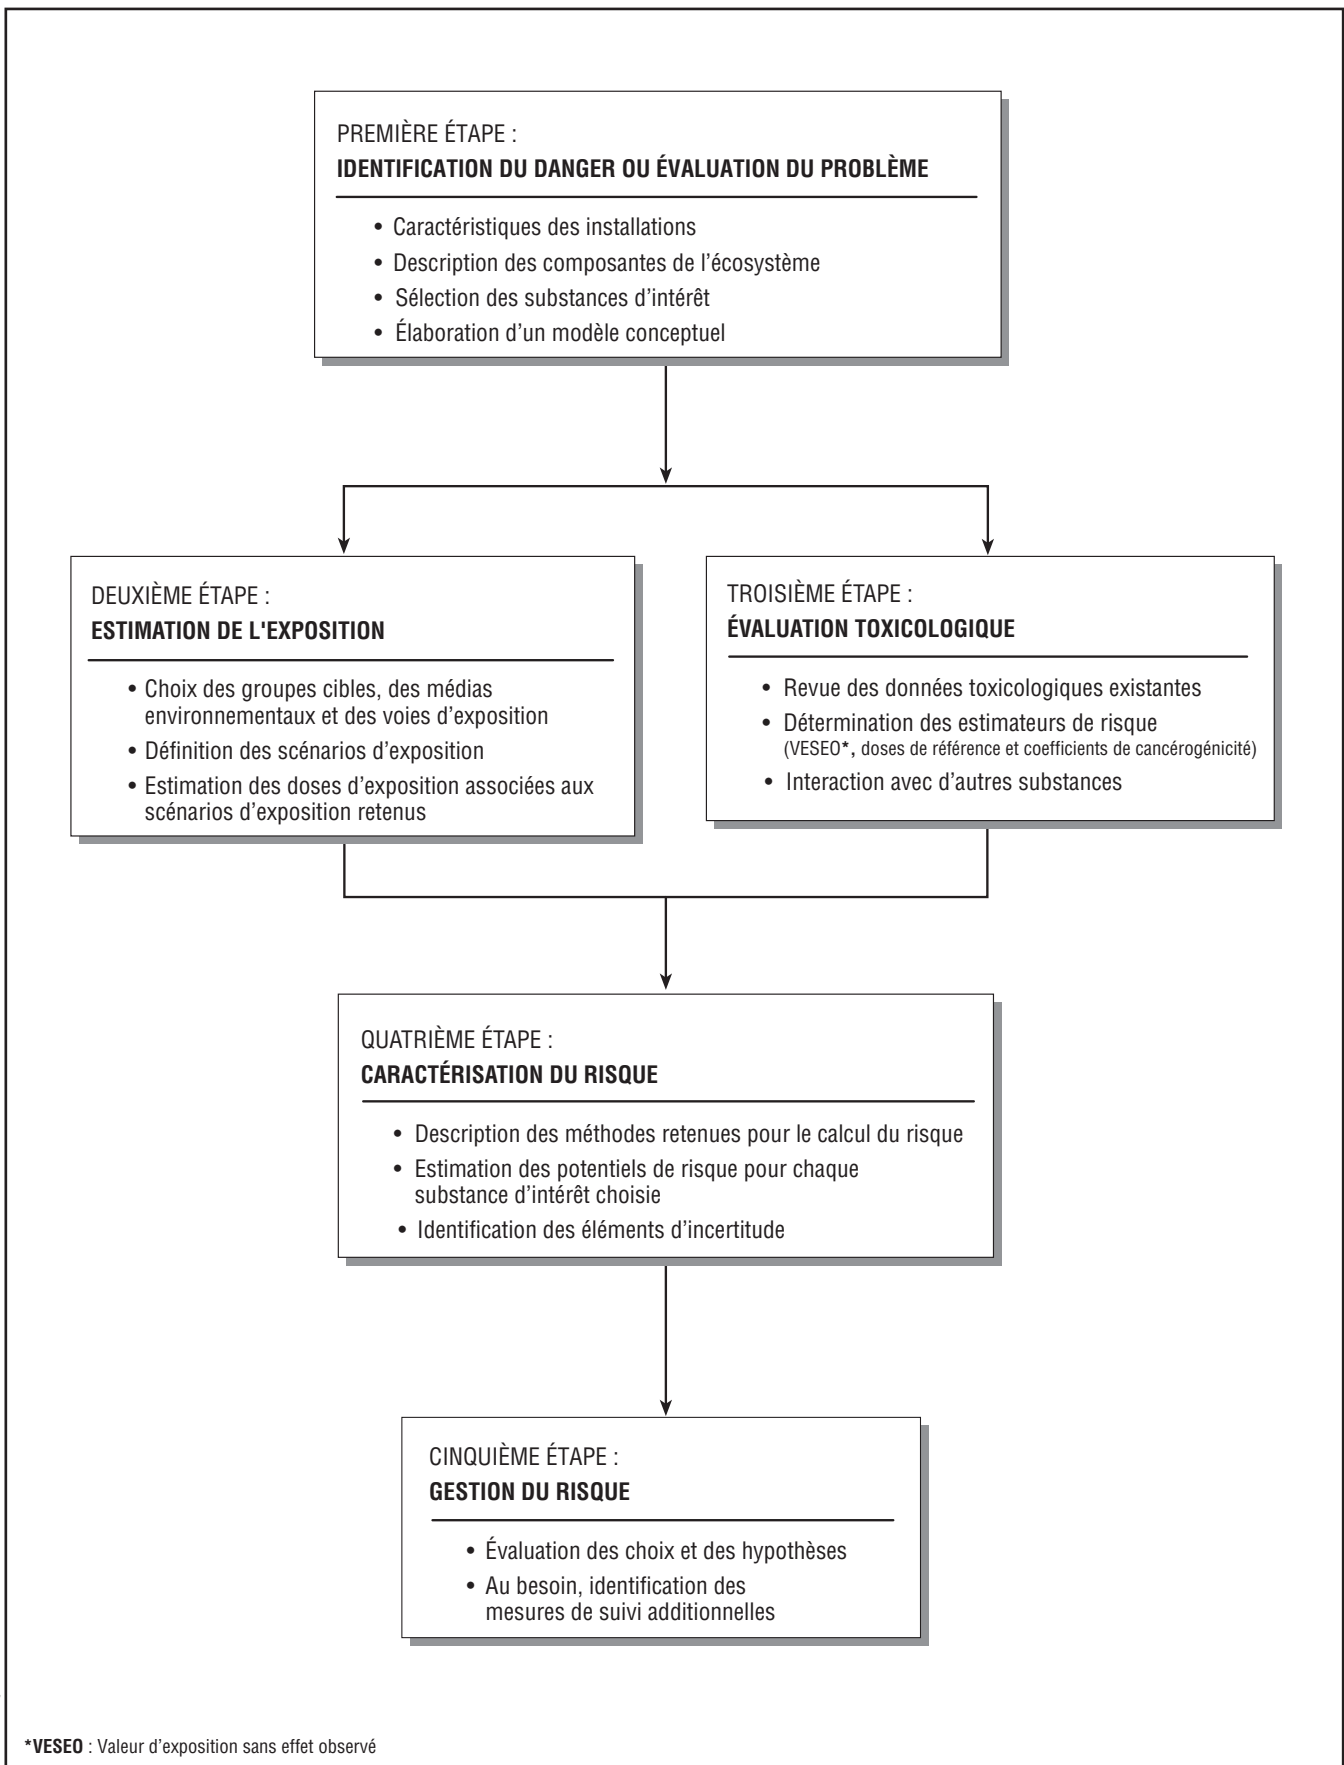 PREMIÈRE ÉTAPE :
IDENTIFICATION DU DANGER OU ÉVALUATION DU PROBLÈME
• Caractéristiques des installations
• Description des composantes de l’écosystème
• Sélection des substances d’intérêt
• Élaboration d’un modèle conceptuel
DEUXIÈME ÉTAPE :
ESTIMATION DE L'EXPOSITION
• Choix des groupes cibles, des médias
environnementaux et des voies d’exposition
• Définition des scénarios d’exposition
• Estimation des doses d’exposition associées aux
scénarios d’exposition retenus
TROISIÈME ÉTAPE :
ÉVALUATION TOXICOLOGIQUE
• Revue des données toxicologiques existantes
• Détermination des estimateurs de risque
(VESEO*, doses de référence et coefficients de cancérogénicité)
• Interaction avec d’autres substances
QUATRIÈME ÉTAPE :
CARACTÉRISATION DU RISQUE
• Description des méthodes retenues pour le calcul du risque
• Estimation des potentiels de risque pour chaque
substance d’intérêt choisie
• Identification des éléments d’incertitude
CINQUIÈME ÉTAPE :
GESTION DU RISQUE
• Évaluation des choix et des hypothèses
• Au besoin, identification des
mesures de suivi additionnelles
*VESEO : Valeur d’exposition sans effet observé